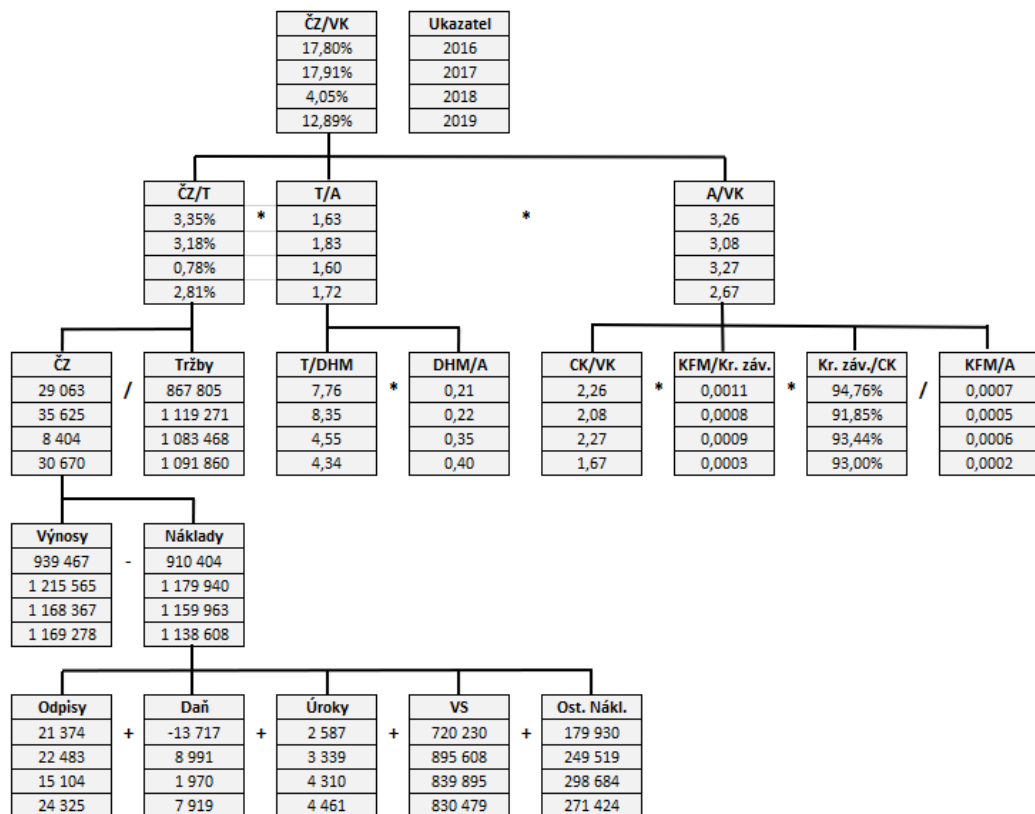 ČZ/VK Ukazatel
17,80% 2016
17,91% 2017
4,05% 2018
12,89% 2019
ČZ/T T/A A/VK
3,35% * 1,63 * 3,26
3,18% 1,83 3,08
0,78% 1,60 3,27
2,81% 1,72 2,67
ČZ Tržby T/DHM DHM/A CK/VK KFM/Kr. záv. Kr. záv./CK KFM/A
29 063 / 867 805 7,76 * 0,21 2,26 * 0,0011 * 94,76% / 0,0007
35 625 1 119 271 8,35 0,22 2,08 0,0008 91,85% 0,0005
8 404 1 083 468 4,55 0,35 2,27 0,0009 93,44% 0,0006
30 670 1 091 860 4,34 0,40 1,67 0,0003 93,00% 0,0002
Výnosy Náklady
939 467 - 910 404
1 215 565 1 179 940
1 168 367 1 159 963
1 169 278 1 138 608
Odpisy Daň Úroky VS Ost. Nákl.
21 374 + -13 717 + 2 587 + 720 230 + 179 930
22 483 8 991 3 339 895 608 249 519
15 104 1 970 4 310 839 895 298 684
24 325 7 919 4 461 830 479 271 424